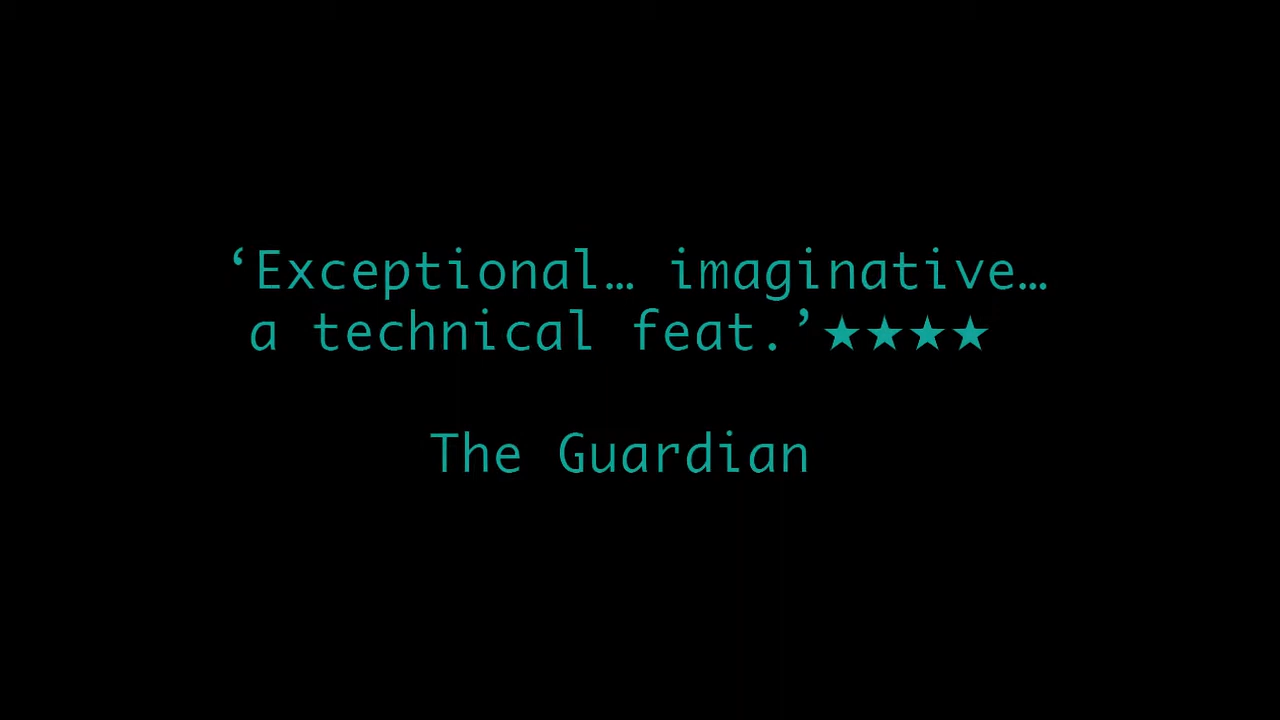 ‘Exceptional… imaginative…
a technical feat.’★★★★
The Guardian